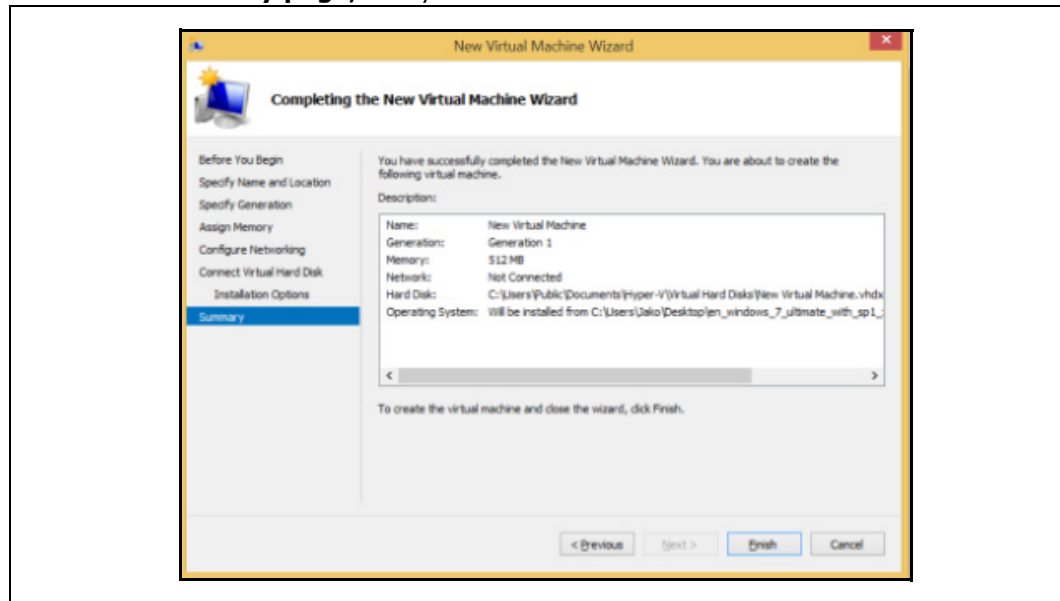 New Virtual Machine Wizard
Completing the New Virtual Machine Wizard
Before You Begin
Specify Name and Location
Specify Generation
Assign Memory
Configure Networking
Connect Virtual Hard Disk
Installation Options
Summary
You have successfully completed the New Virtual Machine Wizard. You are about to create the
following virtual machine.
Description:
Name: New Virtual Machine
Generation: Generation 1
Memory: 512 MB
Network: Not Connected
Hard Disk: C:\Users\Public\Documents\Hyper-V\Virtual Hard Disks\New Virtual Machine.vhdx
Operating System: Will be installed from C:\Users\Jako\Desktop\en_windows_7_ultimate_with_sp1_
To create the virtual machine and close the wizard, click Finish.
< Previous Next > Finish Cancel